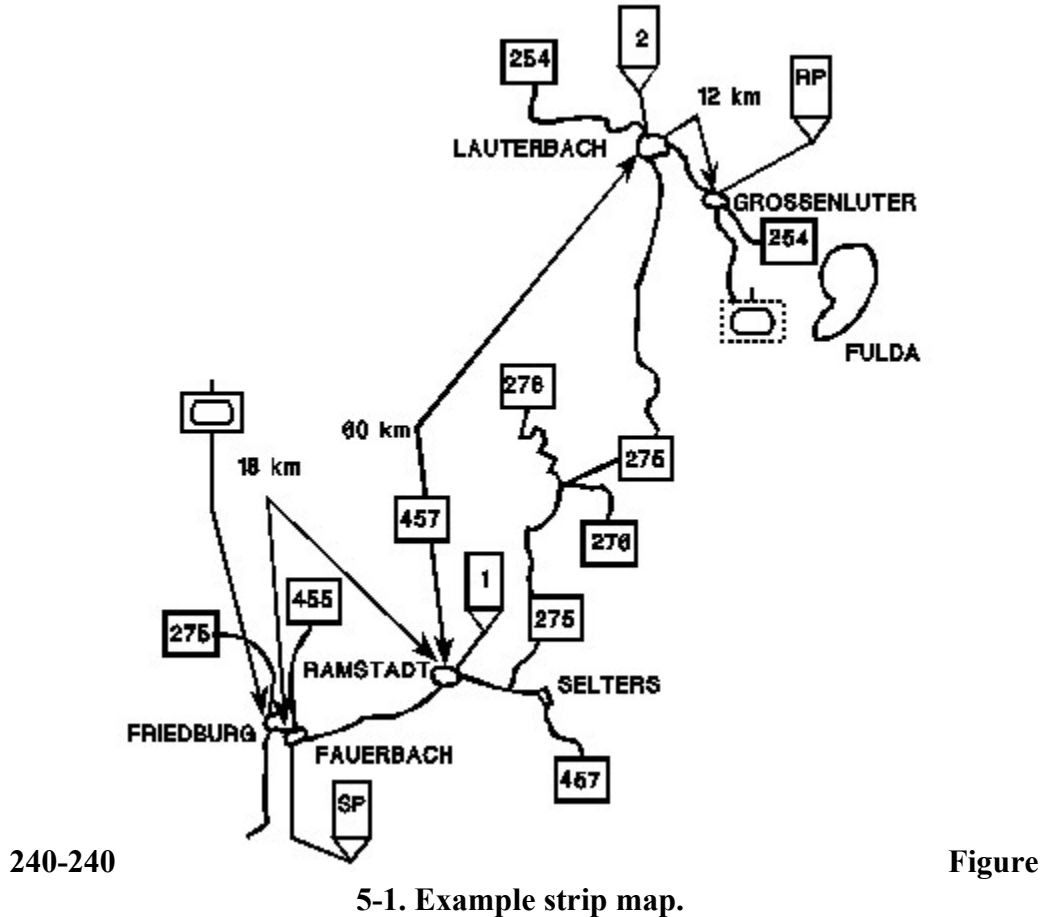 2
254
RP
12 km
LAUTERBACH
GROSSENLUTER
254
FULDA
276
60 km
275
18 km
457
276
1
455
275
275
RAMSTADT
SELTERS
FRIEDBURG
FAUERBACH
457
SP
240-240 Figure
5-1. Example strip map.